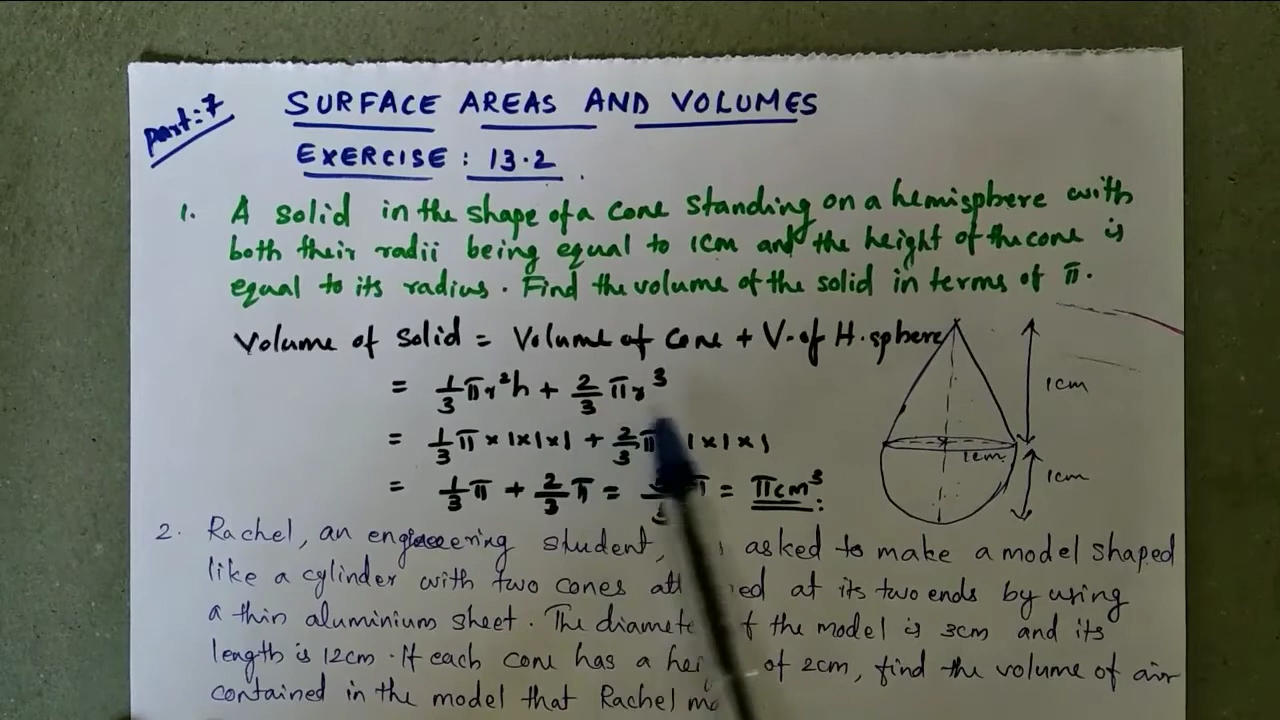 Part:7
SURFACE AREAS AND VOLUMES
EXERCISE : 13.2
1. A solid in the shape of a cone standing on a hemisphere with
both their radii being equal to 1cm and the height of the cone is
equal to its radius. Find the volume of the solid in terms of π.
Volume of solid = Volume of Cone + V. of H. sphere
= 1/3 πr²h + 2/3 πr³
= 1/3 π × 1×1×1 + 2/3 π 1×1×1
= 1/3 π + 2/3 π = π = πcm³
1cm
1cm
1cm
2. Rachel, an engineering student, asked to make a model shaped
like a cylinder with two cones at its two ends by using
a thin aluminium sheet. The the model is 3cm and its
length is 12cm. If each cone has a of 2cm, find the volume of air
contained in the model that Rachel